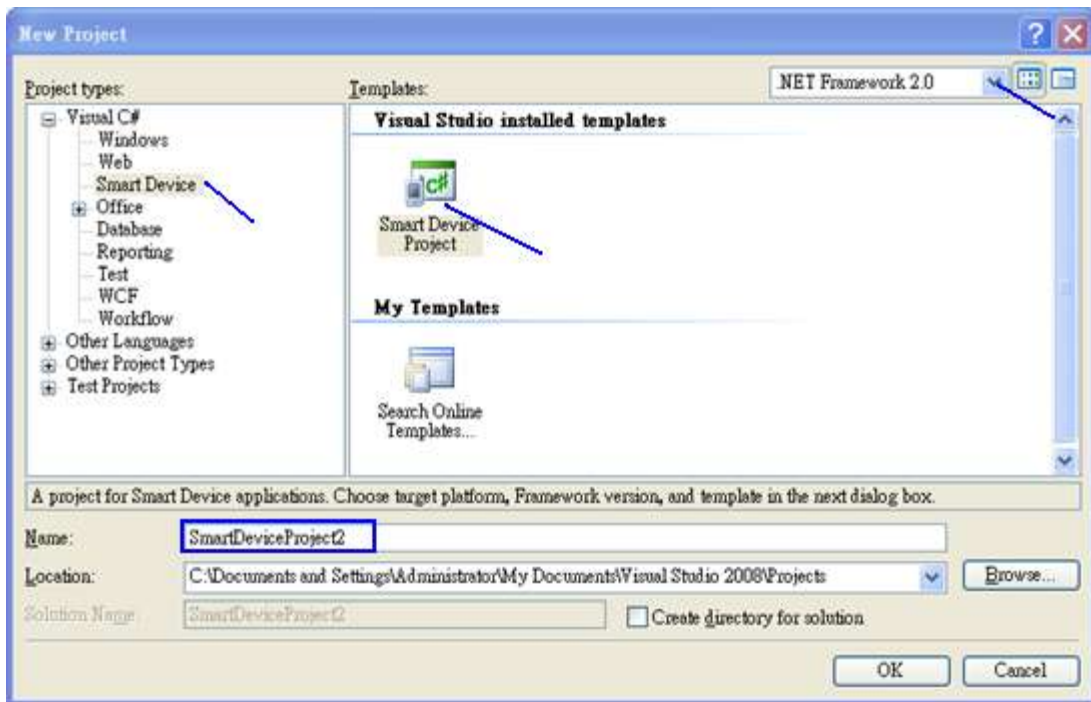 New Project
Project types:
Templates:
.NET Framework 2.0
Visual C#
Windows
Web
Smart Device
Office
Database
Reporting
Test
WCF
Workflow
Other Languages
Other Project Types
Test Projects
Visual Studio installed templates
C#
Smart Device
Project
My Templates
Search Online
Templates...
A project for Smart Device applications. Choose target platform, Framework version, and template in the next dialog box.
Name:
SmartDeviceProject2
Location:
C:\Documents and Settings\Administrator\My Documents\Visual Studio 2008\Projects
Browse...
Solution Name:
SmartDeviceProject2
Create directory for solution
OK
Cancel